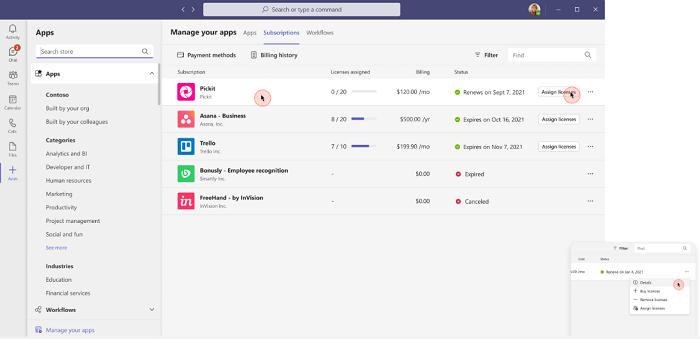 Search or type a command
Activity
Chat
2
Teams
Calendar
Calls
Files
Apps
Apps
Search store
Apps
Contoso
Built by your org
Built by your colleagues
Categories
Analytics and BI
Developer and IT
Human resources
Marketing
Productivity
Project management
Social and fun
See more
Industries
Education
Financial services
Workflows
Manage your apps
Manage your apps Apps Subscriptions Workflows
Payment methods Billing history Filter Find
Subscription Licenses assigned Billing Status
Pickit 0 / 20 $120.00 /mo Renews on Sept 7, 2021 Assign licenses
Pickit
Asana - Business 8 / 20 $500.00 /yr Expires on Oct 16, 2021 Assign licenses
Asana, Inc.
Trello 7 / 10 $199.90 /mo Expires on Nov 7, 2021 Assign licenses
Trello Inc.
Bonusly - Employee recognition - $0.00 Expired
Smartly Inc.
FreeHand - by InVision - $0.00 Canceled
InVision Inc.
Filter Find
Cost Status
USD /mo Renews on Jan 4, 2021
Details
Buy licenses
Remove licenses
Assign licenses